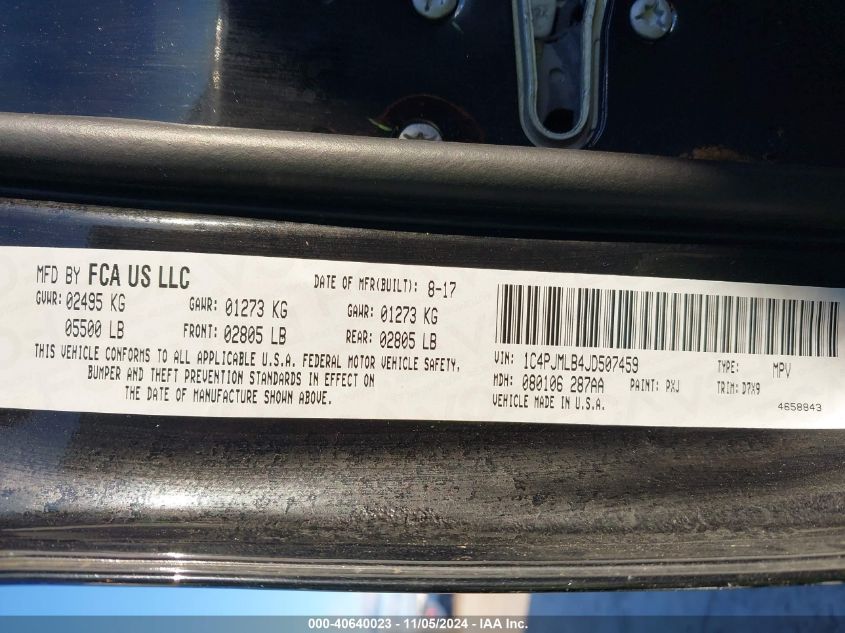 MFD BY FCA US LLC
DATE OF MFR(BUILT): 8-17
GVWR: 02495 KG GAWR: 01273 KG GAWR: 01273 KG
05500 LB FRONT: 02805 LB REAR: 02805 LB
THIS VEHICLE CONFORMS TO ALL APPLICABLE U.S.A. FEDERAL MOTOR VEHICLE SAFETY,
BUMPER AND THEFT PREVENTION STANDARDS IN EFFECT ON
THE DATE OF MANUFACTURE SHOWN ABOVE.
VIN: 1C4PJMLB4JD507459 TYPE: MPV
MDH: 080106 287AA PAINT: PXJ TRIM: D7X9
VEHICLE MADE IN U.S.A. 4658843
000-40640023 - 11/05/2024 - IAA Inc.